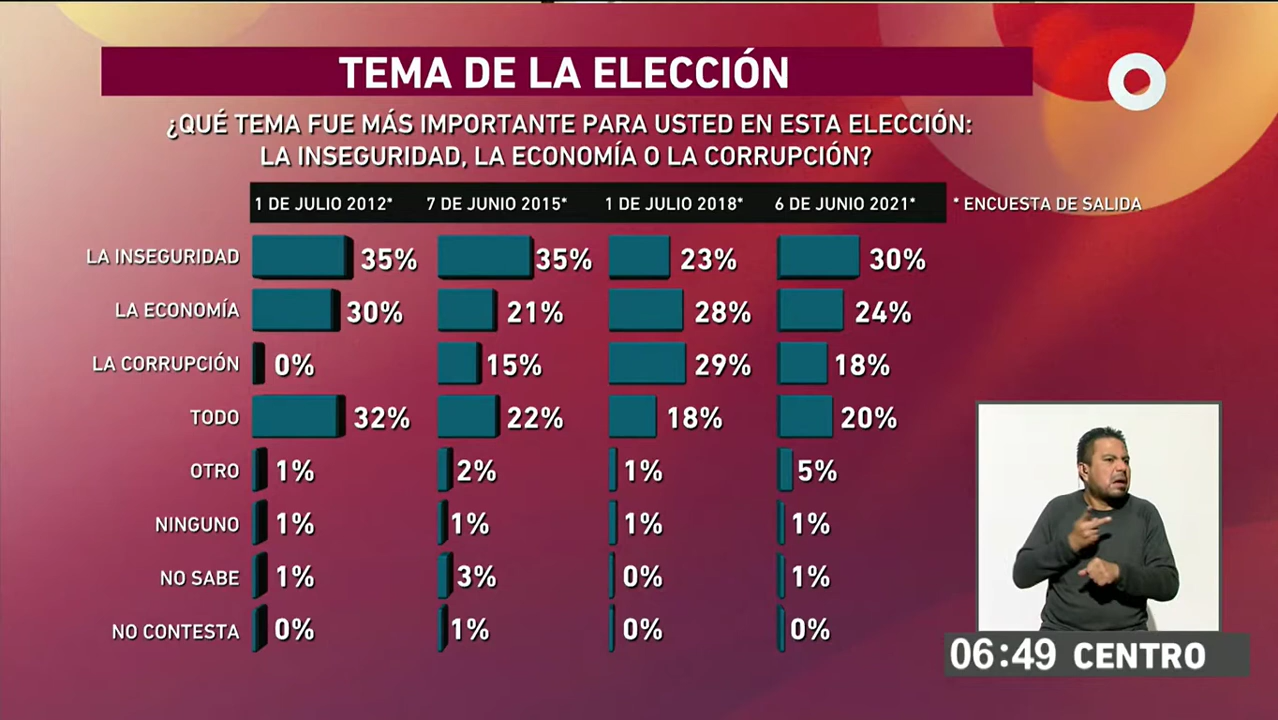 TEMA DE LA ELECCIÓN
¿QUÉ TEMA FUE MÁS IMPORTANTE PARA USTED EN ESTA ELECCIÓN:
LA INSEGURIDAD, LA ECONOMÍA O LA CORRUPCIÓN?
1 DE JULIO 2012* 7 DE JUNIO 2015* 1 DE JULIO 2018* 6 DE JUNIO 2021* * ENCUESTA DE SALIDA
LA INSEGURIDAD 35% 35% 23% 30%
LA ECONOMÍA 30% 21% 28% 24%
LA CORRUPCIÓN 0% 15% 29% 18%
TODO 32% 22% 18% 20%
OTRO 1% 2% 1% 5%
NINGUNO 1% 1% 1% 1%
NO SABE 1% 3% 0% 1%
NO CONTESTA 0% 1% 0% 0%
06:49 CENTRO